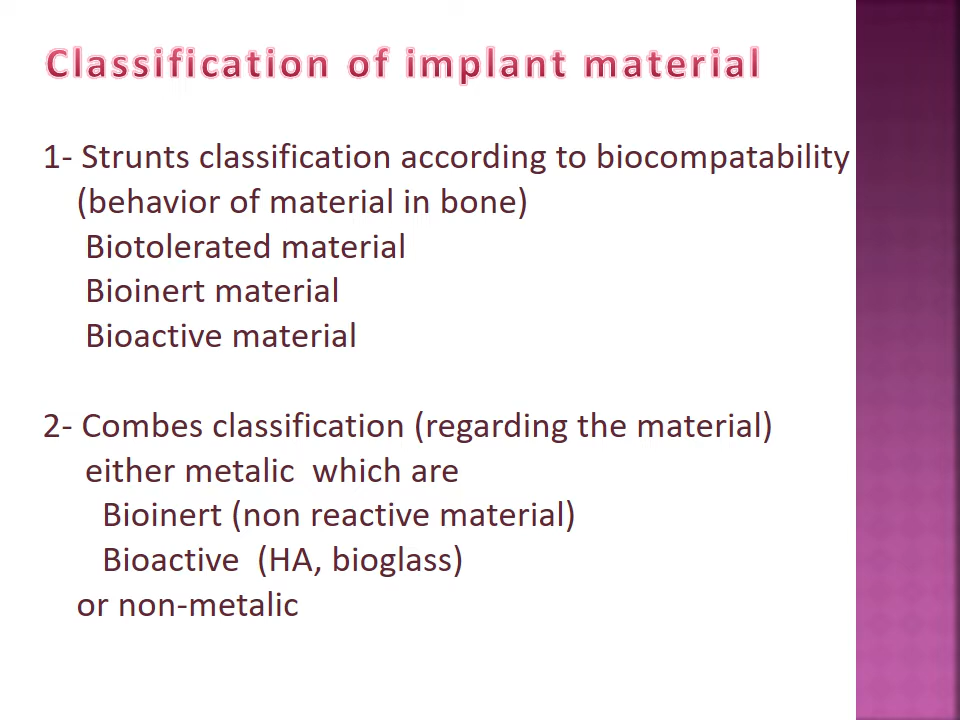 Classification of implant material
1- Strunts classification according to biocompatability
(behavior of material in bone)
Biotolerated material
Bioinert material
Bioactive material
2- Combes classification (regarding the material)
either metalic  which are
Bioinert (non reactive material)
Bioactive  (HA, bioglass)
or non-metalic